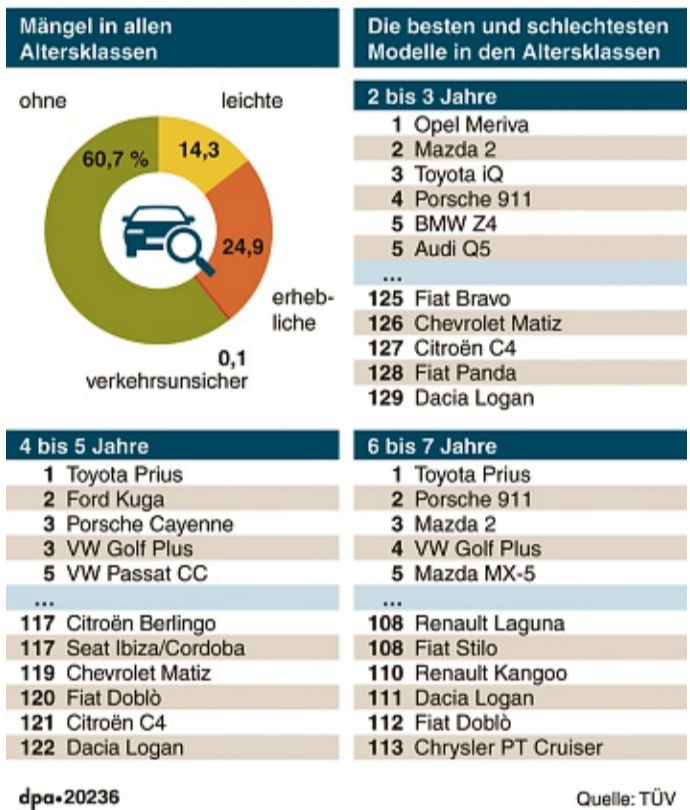 Mängel in allen
Altersklassen
ohne
leichte
60,7 %
14,3
24,9
erheb-
liche
0,1
verkehrsunsicher
Die besten und schlechtesten
Modelle in den Altersklassen
2 bis 3 Jahre
1 Opel Meriva
2 Mazda 2
3 Toyota iQ
4 Porsche 911
5 BMW Z4
5 Audi Q5
...
125 Fiat Bravo
126 Chevrolet Matiz
127 Citroën C4
128 Fiat Panda
129 Dacia Logan
4 bis 5 Jahre
1 Toyota Prius
2 Ford Kuga
3 Porsche Cayenne
3 VW Golf Plus
5 VW Passat CC
...
117 Citroën Berlingo
117 Seat Ibiza/Cordoba
119 Chevrolet Matiz
120 Fiat Doblò
121 Citroën C4
122 Dacia Logan
6 bis 7 Jahre
1 Toyota Prius
2 Porsche 911
3 Mazda 2
4 VW Golf Plus
5 Mazda MX-5
...
108 Renault Laguna
108 Fiat Stilo
110 Renault Kangoo
111 Dacia Logan
112 Fiat Doblò
113 Chrysler PT Cruiser
dpa•20236
Quelle: TÜV